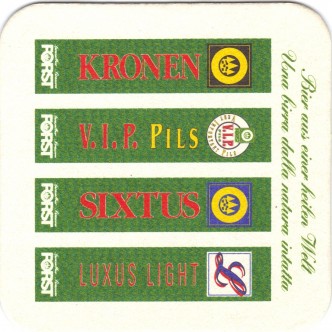 FORST
KRONEN
FORST
V.I.P. PILS
V.I.P.
FORST
SIXTUS
FORST
LUXUS LIGHT
L
Bier aus einer heilen Welt
Una birra dalla natura intatta